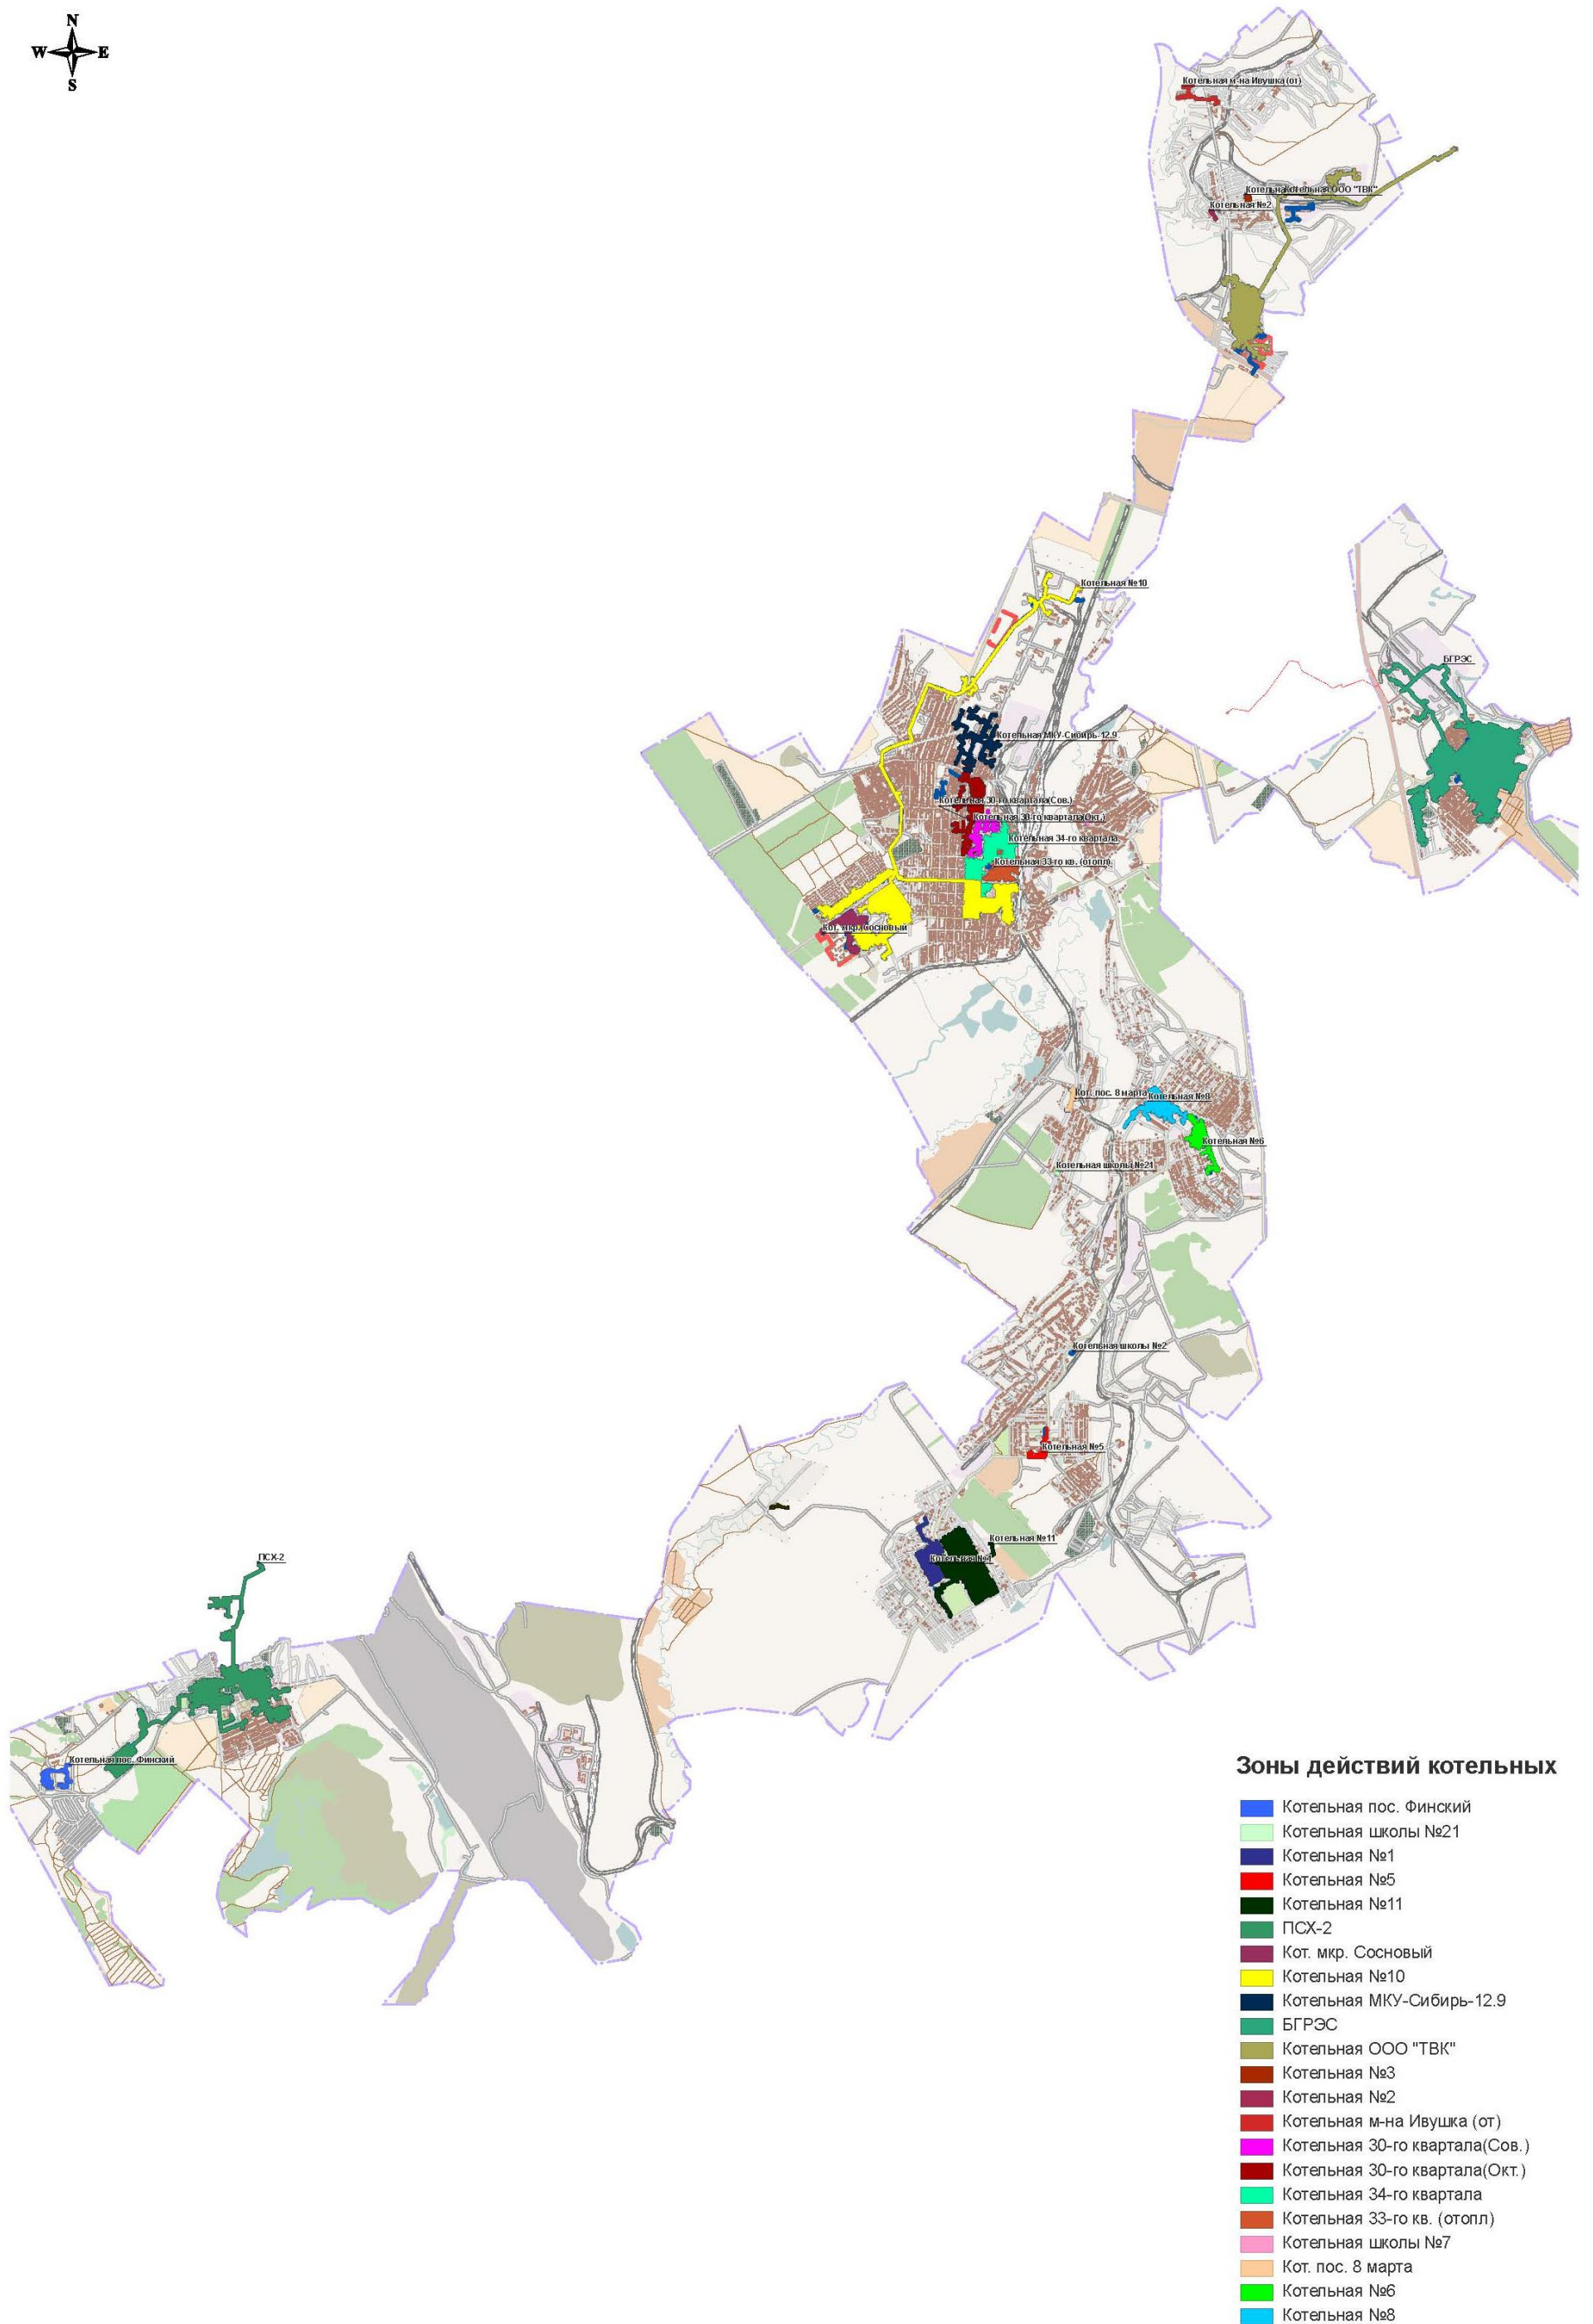 N
W E
S
Котельная м-на Ивушка (от)
Котельная ООО "ТВК"
Котельная №2
Котельная №10
БГРЭС
Котельная МКУ-Сибирь-12.9
Котельная 30-го квартала(Сов.)
Котельная 30-го квартала(Окт.)
Котельная 34-го квартала
Котельная 33-го кв. (отопл)
Кот. мкр. Сосновый
Кот. пос. 8 марта
Котельная №8
Котельная №6
Котельная школы №21
Котельная школы №2
Котельная №5
Котельная №11
Котельная №1
ПСХ-2
Котельная пос. Финский
Зоны действий котельных
Котельная пос. Финский
Котельная школы №21
Котельная №1
Котельная №5
Котельная №11
ПСХ-2
Кот. мкр. Сосновый
Котельная №10
Котельная МКУ-Сибирь-12.9
БГРЭС
Котельная ООО "ТВК"
Котельная №3
Котельная №2
Котельная м-на Ивушка (от)
Котельная 30-го квартала(Сов.)
Котельная 30-го квартала(Окт.)
Котельная 34-го квартала
Котельная 33-го кв. (отопл)
Котельная школы №7
Кот. пос. 8 марта
Котельная №6
Котельная №8